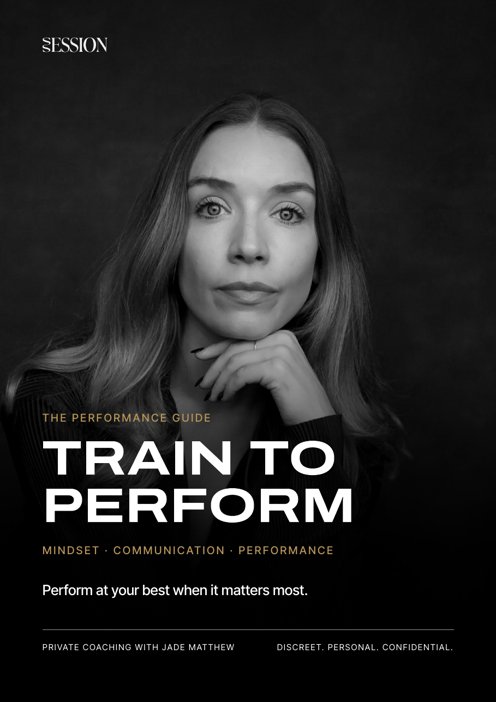 SESSION
THE PERFORMANCE GUIDE
TRAIN TO
PERFORM
MINDSET · COMMUNICATION · PERFORMANCE
Perform at your best when it matters most.
PRIVATE COACHING WITH JADE MATTHEW
DISCREET. PERSONAL. CONFIDENTIAL.